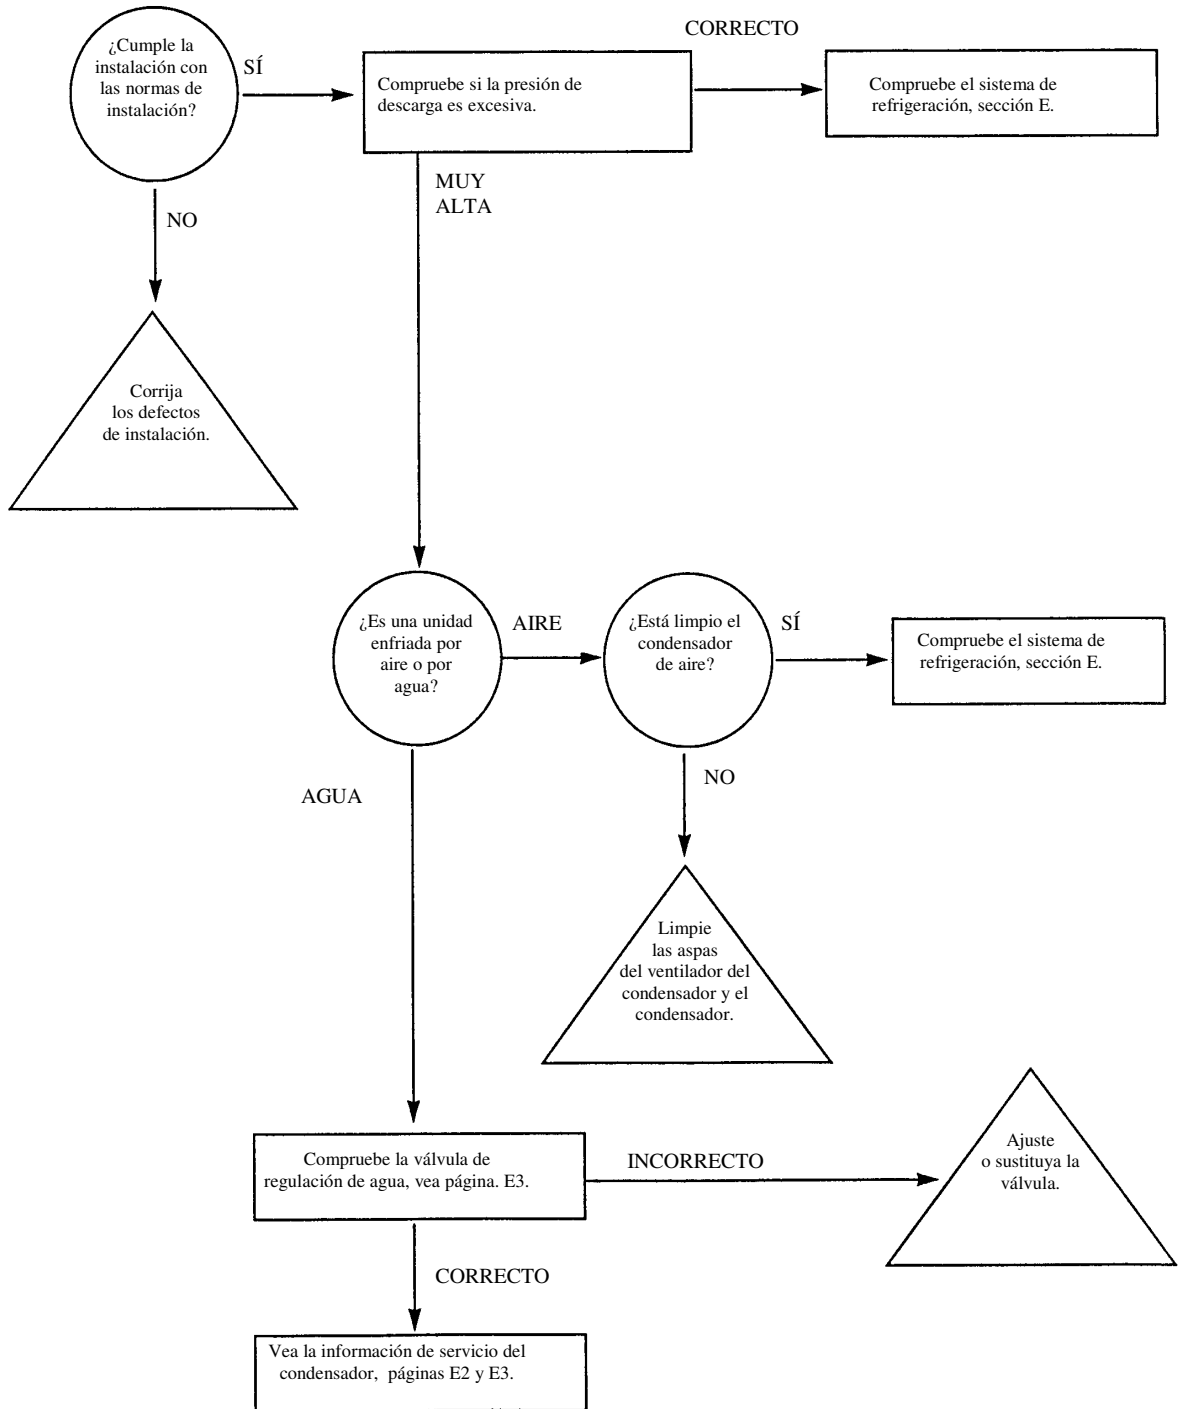 ¿Cumple la
instalación con
las normas de
instalación?
SÍ
Compruebe si la presión de
descarga es excesiva.
CORRECTO
Compruebe el sistema de
refrigeración, sección E.
NO
MUY
ALTA
Corrija
los defectos
de instalación.
¿Es una unidad
enfriada por
aire o por
agua?
AIRE
¿Está limpio el
condensador
de aire?
SÍ
Compruebe el sistema de
refrigeración, sección E.
AGUA
NO
Limpie
las aspas
del ventilador del
condensador y el
condensador.
Compruebe la válvula de
regulación de agua, vea página. E3.
INCORRECTO
Ajuste
o sustituya la
válvula.
CORRECTO
Vea la información de servicio del
condensador, páginas E2 y E3.